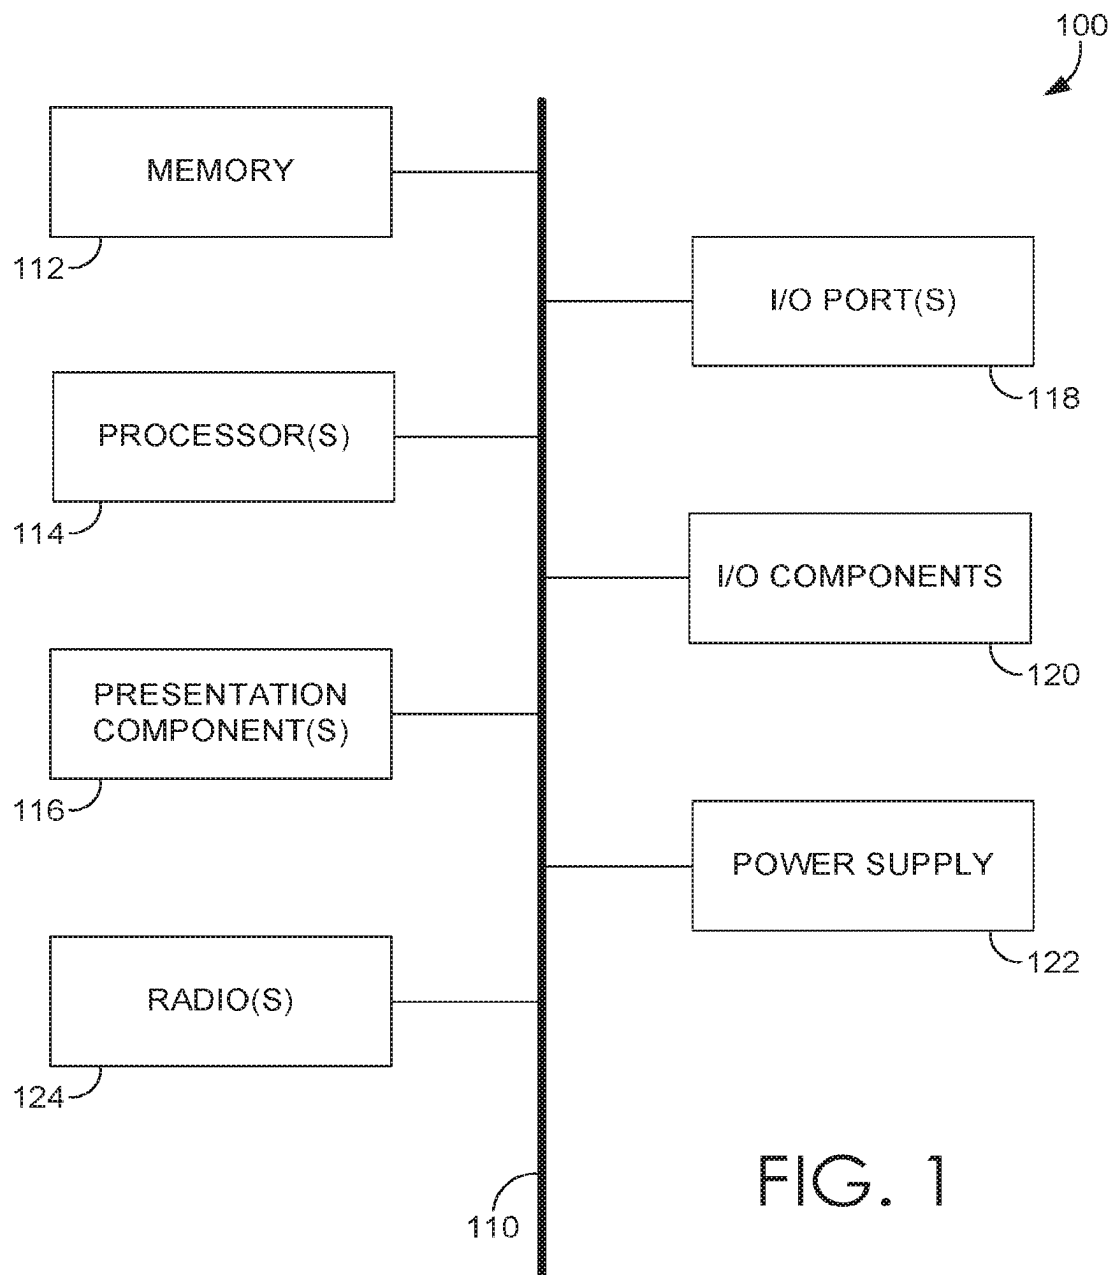 100
MEMORY
112
I/O PORT(S)
118
PROCESSOR(S)
114
I/O COMPONENTS
120
PRESENTATION
COMPONENT(S)
116
POWER SUPPLY
122
RADIO(S)
124
110
FIG. 1